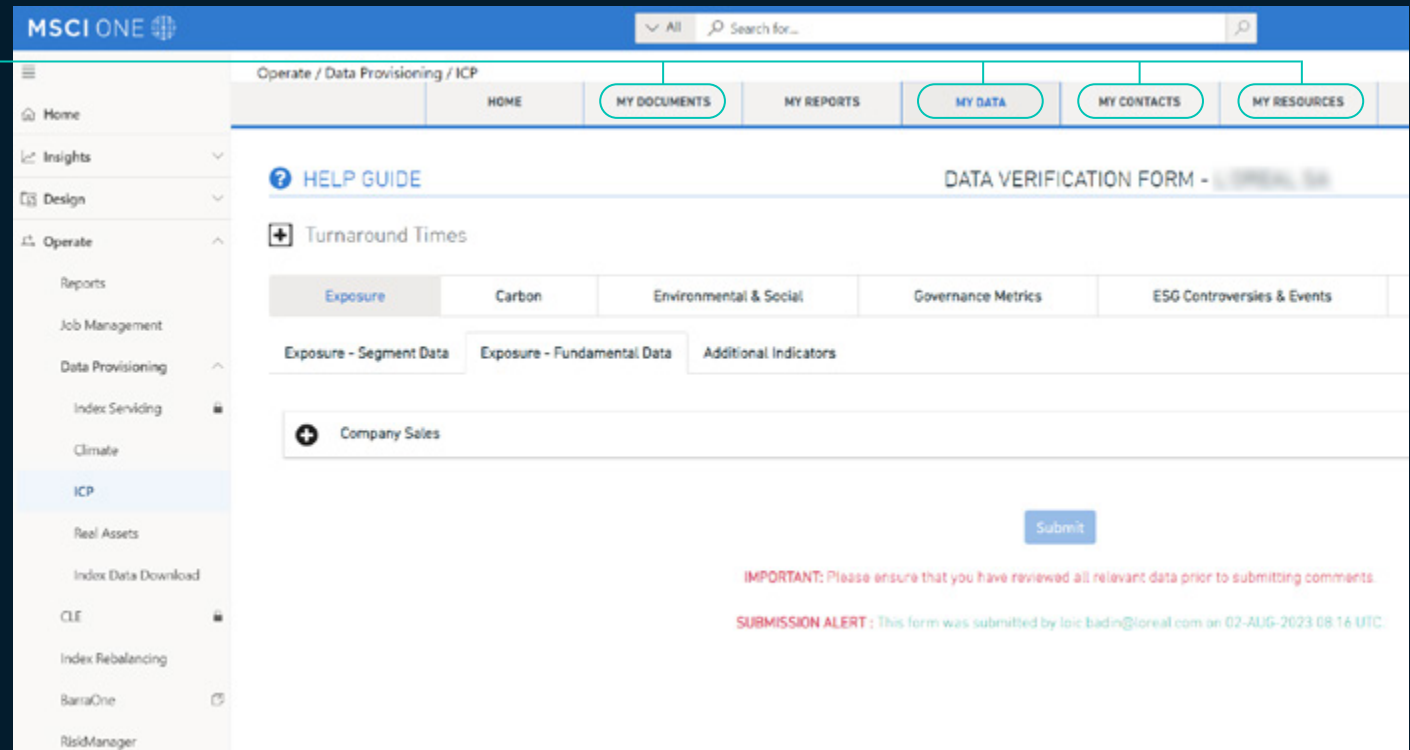 MSCI ONE
All
Search for...
Operate / Data Provisioning / ICP
HOME
MY DOCUMENTS
MY REPORTS
MY DATA
MY CONTACTS
MY RESOURCES
Home
Insights
Design
Operate
Reports
Job Management
Data Provisioning
Index Servicing
Climate
ICP
Real Assets
Index Data Download
CLE
Index Rebalancing
BarraOne
RiskManager
? HELP GUIDE
DATA VERIFICATION FORM -
+ Turnaround Times
Exposure
Carbon
Environmental & Social
Governance Metrics
ESG Controversies & Events
Exposure - Segment Data
Exposure - Fundamental Data
Additional Indicators
+ Company Sales
Submit
IMPORTANT: Please ensure that you have reviewed all relevant data prior to submitting comments.
SUBMISSION ALERT : This form was submitted by loic.badin@loreal.com on 02-AUG-2023 08:16 UTC.